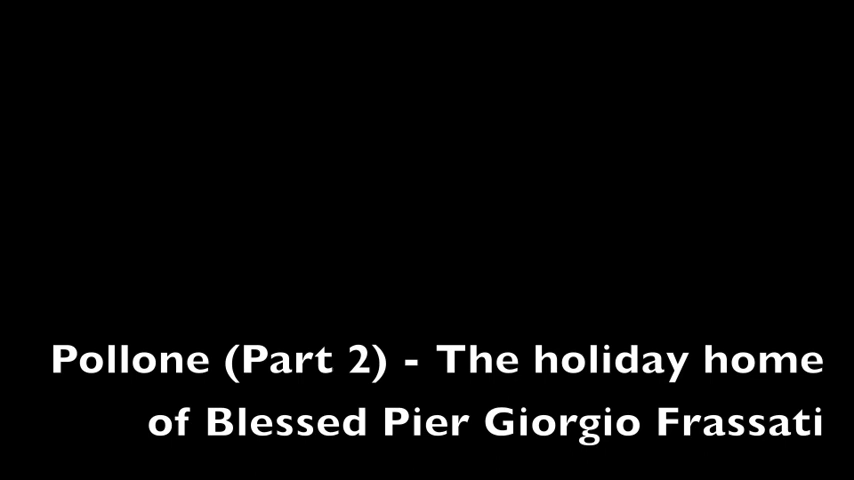 Pollone (Part 2) - The holiday home
of Blessed Pier Giorgio Frassati